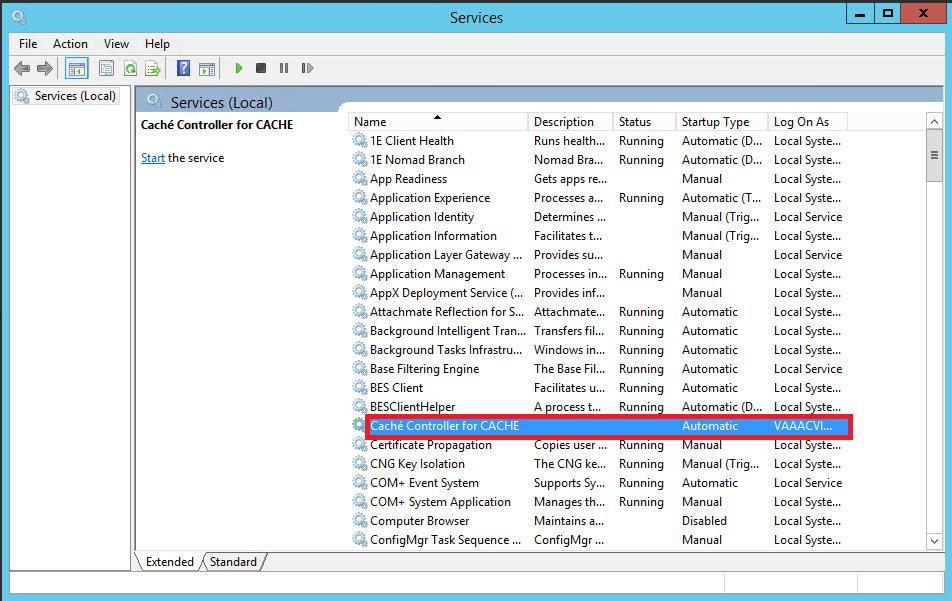 Services
File Action View Help
Services (Local)
Services (Local)
Caché Controller for CACHE
Start the service
Name Description Status Startup Type Log On As
1E Client Health Runs health... Running Automatic (D... Local Syste...
1E Nomad Branch Nomad Bra... Running Automatic (D... Local Syste...
App Readiness Gets apps re... Manual Local Syste...
Application Experience Processes a... Running Automatic (T... Local Syste...
Application Identity Determines ... Manual (Trig... Local Service
Application Information Facilitates t... Manual (Trig... Local Syste...
Application Layer Gateway ... Provides su... Manual Local Service
Application Management Processes in... Running Manual Local Syste...
AppX Deployment Service (... Provides inf... Manual Local Syste...
Attachmate Reflection for S... Attachmate... Running Automatic Local Syste...
Background Intelligent Tran... Transfers fil... Running Automatic Local Syste...
Background Tasks Infrastru... Windows in... Running Automatic Local Syste...
Base Filtering Engine The Base Fil... Running Automatic Local Service
BES Client Facilitates u... Running Automatic Local Syste...
BESClientHelper A process t... Running Automatic (D... Local Syste...
Caché Controller for CACHE Automatic VAAACVI...
Certificate Propagation Copies user ... Running Manual Local Syste...
CNG Key Isolation The CNG ke... Running Manual (Trig... Local Syste...
COM+ Event System Supports Sy... Running Automatic Local Service
COM+ System Application Manages th... Running Manual Local Syste...
Computer Browser Maintains a... Disabled Local Syste...
ConfigMgr Task Sequence ... ConfigMgr ... Manual Local Syste...
Extended Standard